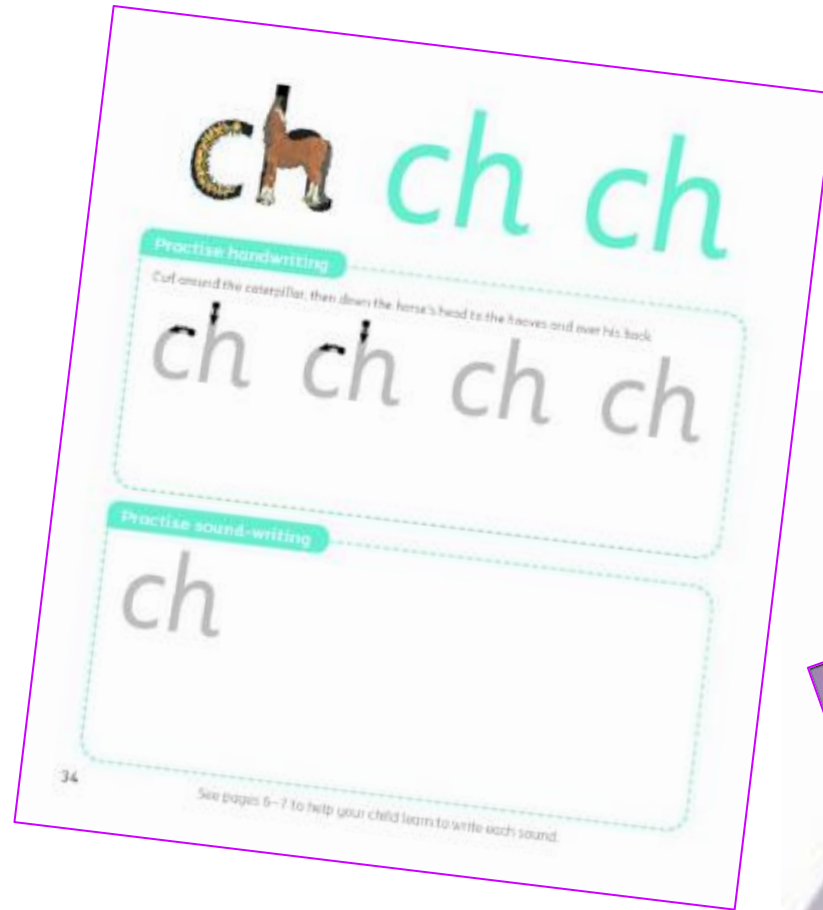 ch ch ch
Practise handwriting
Curl around the caterpillar, then down the horse's head to the hooves and over his back
ch ch ch ch
Practise sound-writing
ch
34
See pages 6–7 to help your child learn to write each sound.